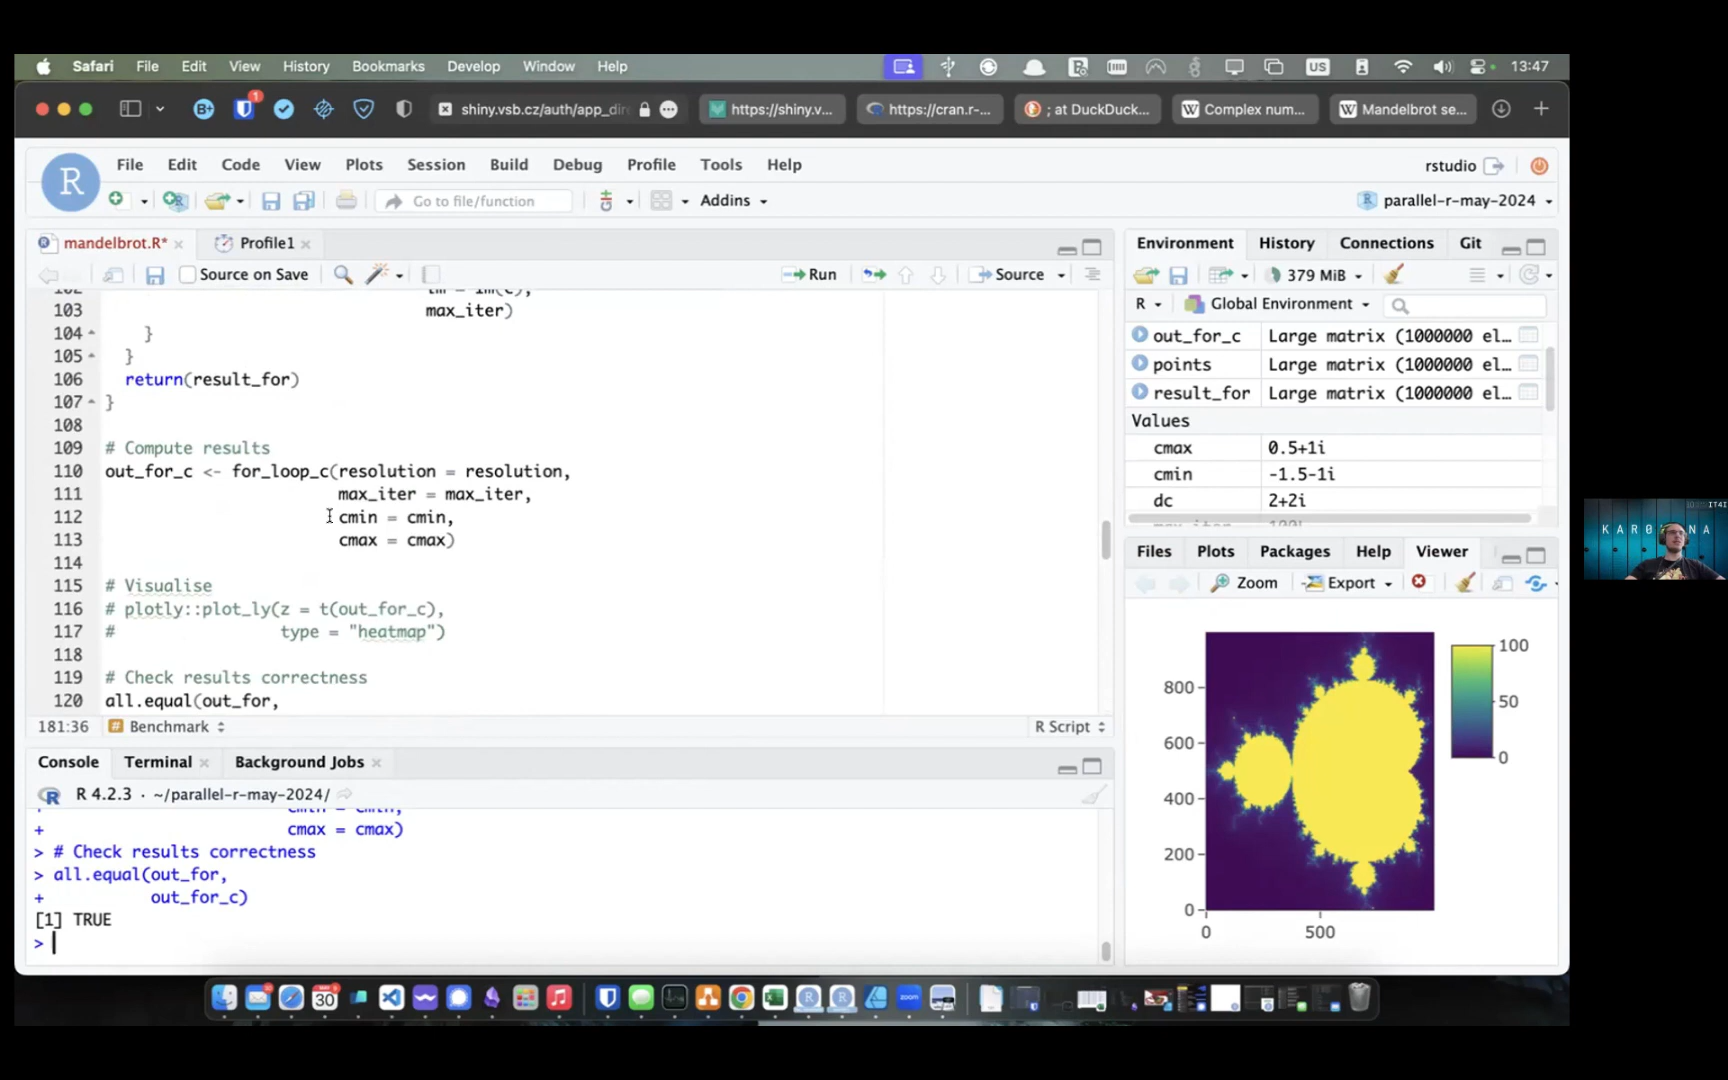 Safari File Edit View History Bookmarks Develop Window Help US 13:47
shiny.vsb.cz/auth/app_dir https://shiny.v... https://cran.r-... ; at DuckDuck... Complex num... Mandelbrot se...
File Edit Code View Plots Session Build Debug Profile Tools Help rstudio
Go to file/function Addins parallel-r-may-2024
mandelbrot.R* Profile1
Source on Save Run Source
103 max_iter)
104 }
105 }
106 return(result_for)
107 }
108
109 # Compute results
110 out_for_c <- for_loop_c(resolution = resolution,
111 max_iter = max_iter,
112 cmin = cmin,
113 cmax = cmax)
114
115 # Visualise
116 # plotly::plot_ly(z = t(out_for_c),
117 # type = "heatmap")
118
119 # Check results correctness
120 all.equal(out_for,
181:36 # Benchmark R Script
Console Terminal Background Jobs
R 4.2.3 · ~/parallel-r-may-2024/
+ cmax = cmax)
> # Check results correctness
> all.equal(out_for,
+ out_for_c)
[1] TRUE
>
Environment History Connections Git
379 MiB
R Global Environment
out_for_c Large matrix (1000000 el...
points Large matrix (1000000 el...
result_for Large matrix (1000000 el...
Values
cmax 0.5+1i
cmin -1.5-1i
dc 2+2i
Files Plots Packages Help Viewer
Zoom Export
800
600
400
200
0
0 500
100
50
0
30
zoom
IT4I
KAROLINA